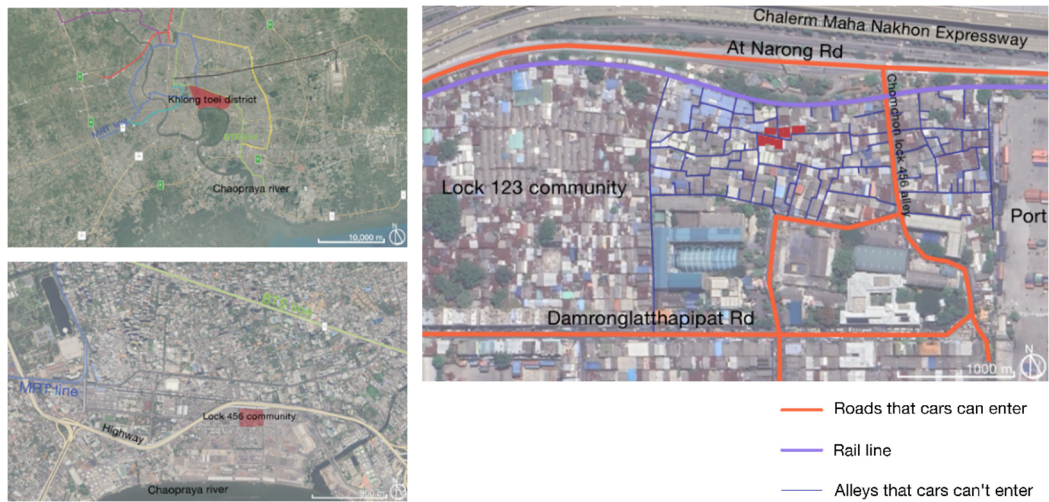 Khlong toei district
Chaopraya river
10,000 m
N
MRT line
Highway
Lock 456 community
Chaopraya river
Chalerm Maha Nakhon Expressway
At Narong Rd
Chomchon lock 456 alley
Lock 123 community
Port
Damronglatthapipat Rd
1000 m
N
Roads that cars can enter
Rail line
Alleys that cars can't enter